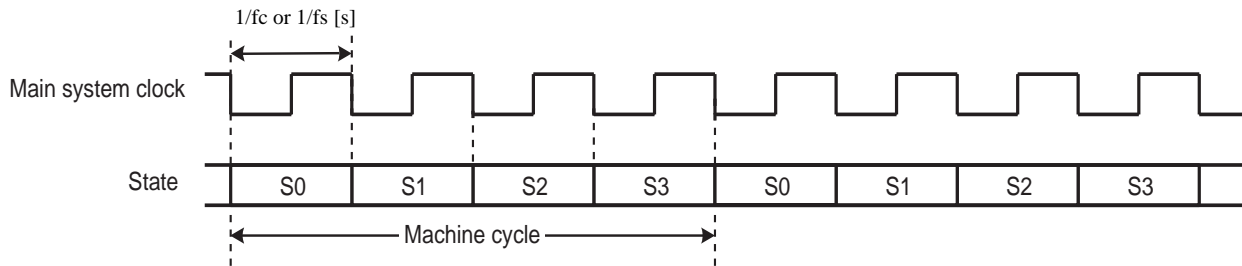 1/fc or 1/fs [s]
Main system clock
State S0 S1 S2 S3 S0 S1 S2 S3
Machine cycle